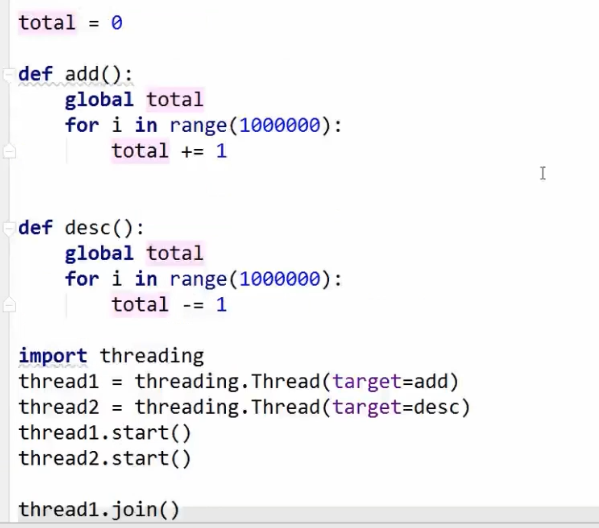 total = 0
def add():
    global total
    for i in range(1000000):
        total += 1
def desc():
    global total
    for i in range(1000000):
        total -= 1
import threading
thread1 = threading.Thread(target=add)
thread2 = threading.Thread(target=desc)
thread1.start()
thread2.start()
thread1.join()